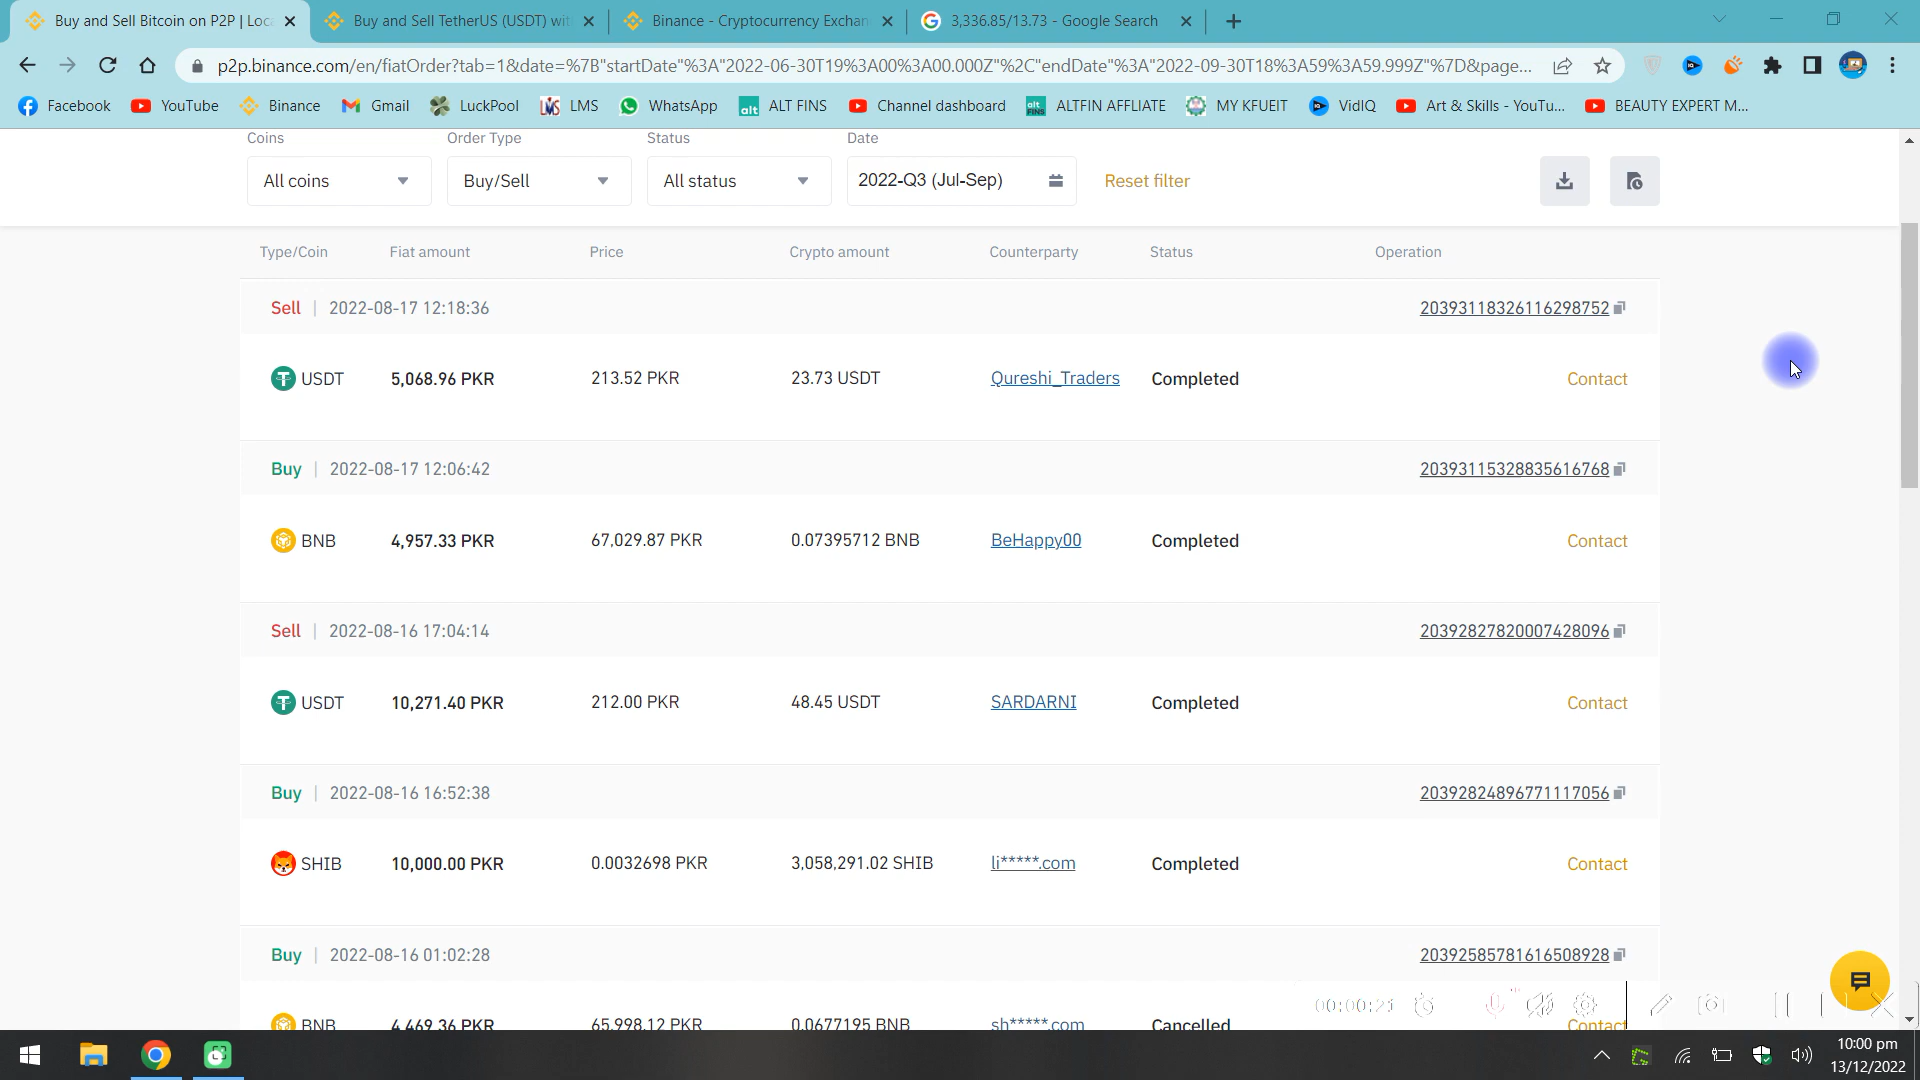 Buy and Sell Bitcoin on P2P | Loca
Buy and Sell TetherUS (USDT) with
Binance - Cryptocurrency Exchan
3,336.85/13.73 - Google Search
p2p.binance.com/en/fiatOrder?tab=1&date=%7B"startDate"%3A"2022-06-30T19%3A00%3A00.000Z"%2C"endDate"%3A"2022-09-30T18%3A59%3A59.999Z"%7D&page...
Facebook YouTube Binance Gmail LuckPool LMS WhatsApp ALT FINS Channel dashboard ALTFIN AFFLIATE MY KFUEIT VidIQ Art & Skills - YouTu... BEAUTY EXPERT M...
Coins Order Type Status Date
All coins Buy/Sell All status 2022-Q3 (Jul-Sep) Reset filter
Type/Coin Fiat amount Price Crypto amount Counterparty Status Operation
Sell | 2022-08-17 12:18:36 20393118326116298752
USDT 5,068.96 PKR 213.52 PKR 23.73 USDT Qureshi_Traders Completed Contact
Buy | 2022-08-17 12:06:42 20393115328835616768
BNB 4,957.33 PKR 67,029.87 PKR 0.07395712 BNB BeHappy00 Completed Contact
Sell | 2022-08-16 17:04:14 20392827820007428096
USDT 10,271.40 PKR 212.00 PKR 48.45 USDT SARDARNI Completed Contact
Buy | 2022-08-16 16:52:38 20392824896771117056
SHIB 10,000.00 PKR 0.0032698 PKR 3,058,291.02 SHIB li*****.com Completed Contact
Buy | 2022-08-16 01:02:28 20392585781616508928
BNB 4,469.36 PKR 65,998.12 PKR 0.0677195 BNB sh*****.com Cancelled Contact
00:00:21
10:00 pm
13/12/2022